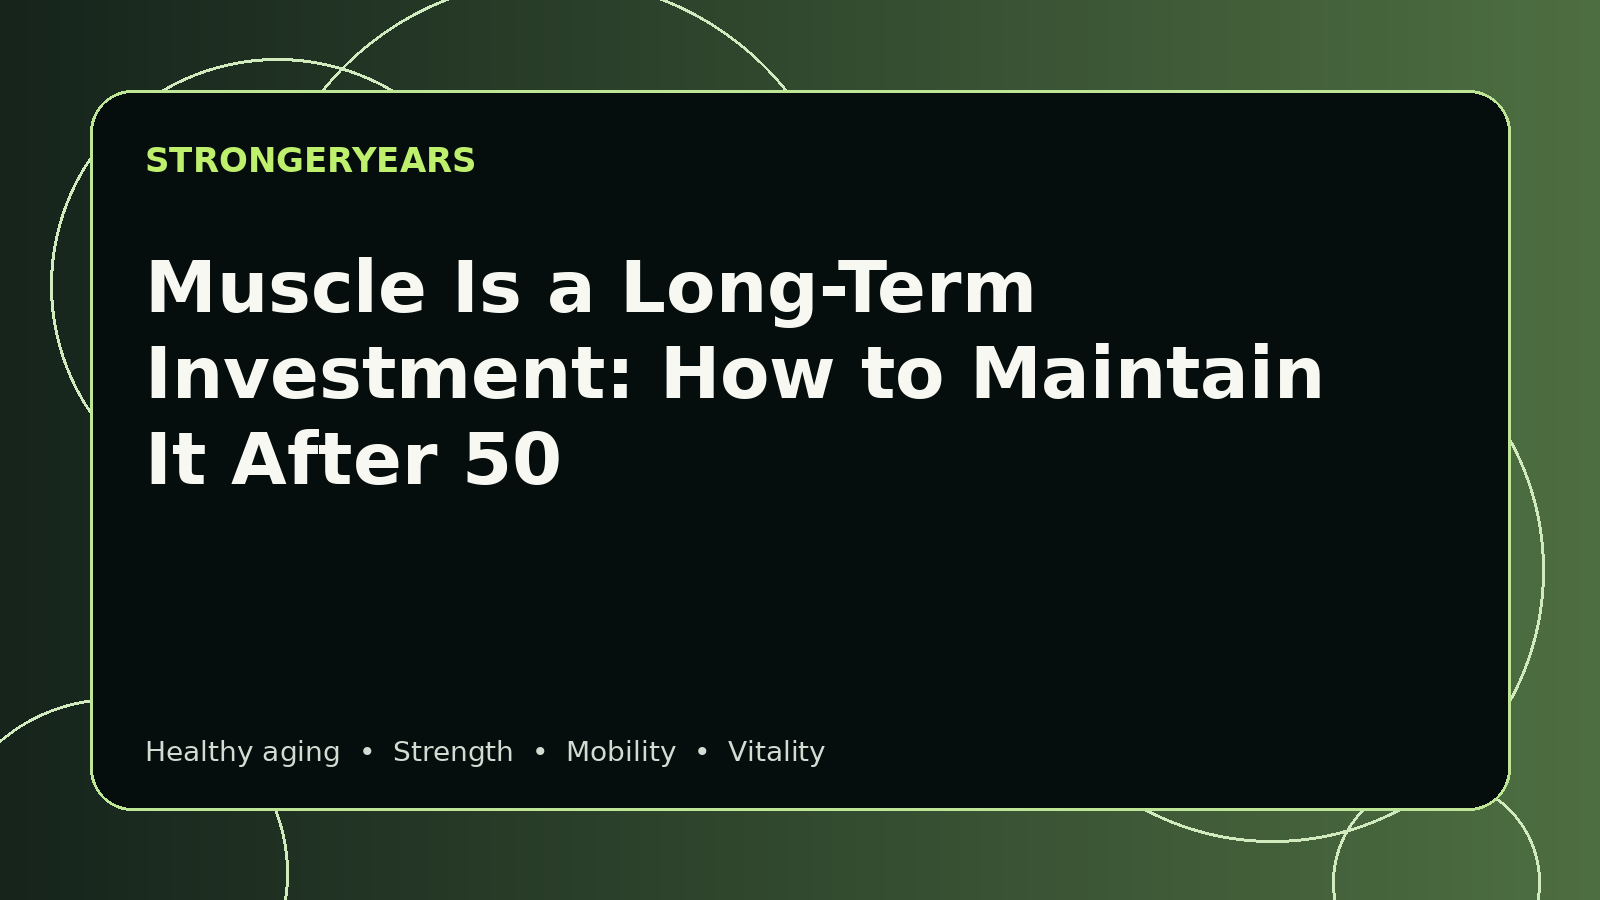 STRONGERYEARS
Muscle Is a Long-Term
Investment: How to Maintain
It After 50
Healthy aging • Strength • Mobility • Vitality